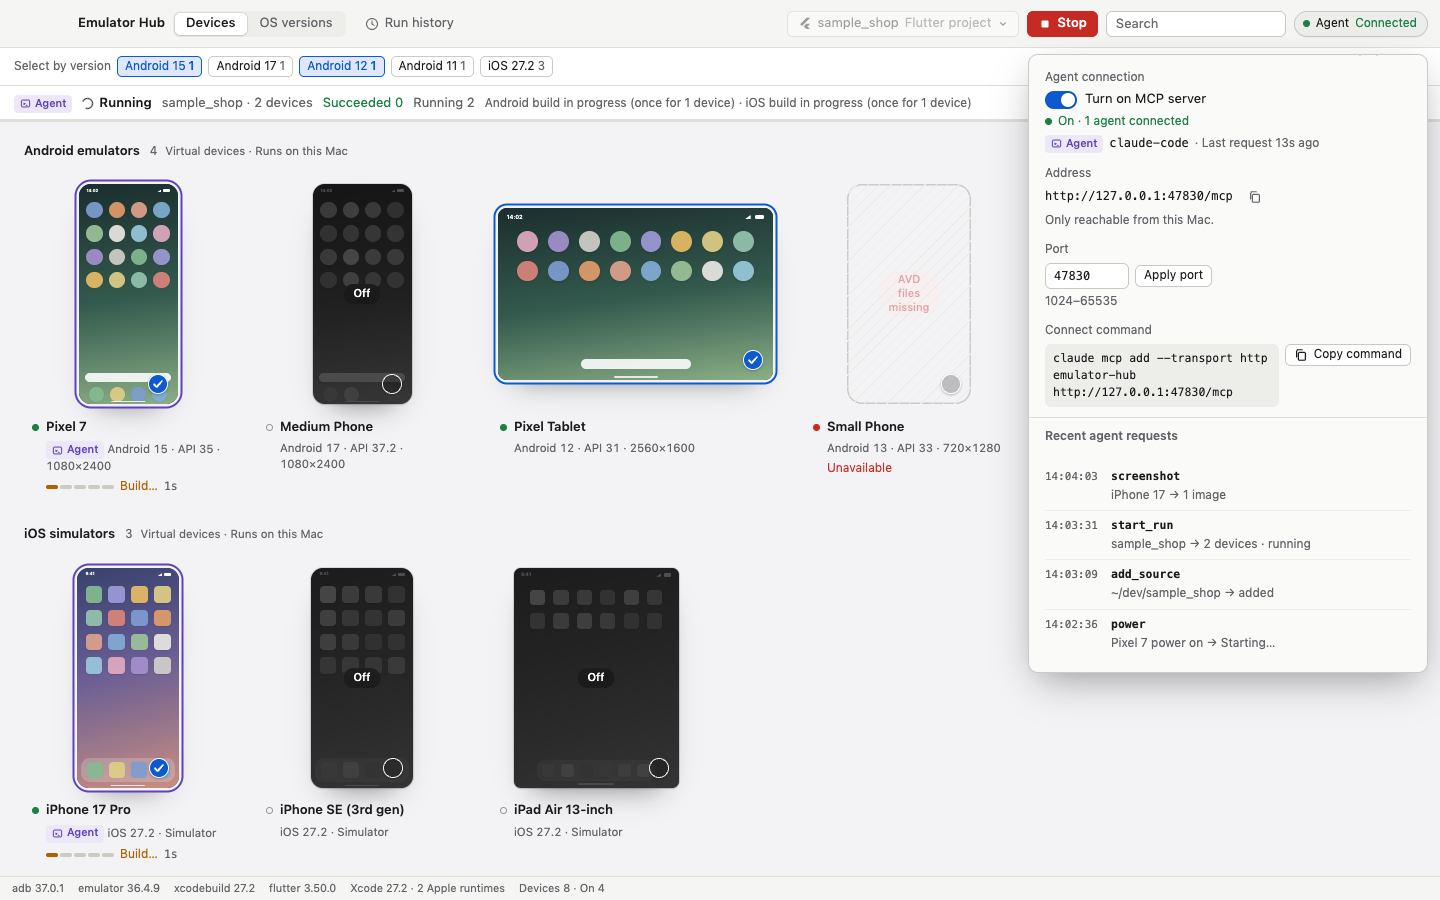 Emulator Hub
Devices
OS versions
Run history
sample_shop Flutter project
Stop
Search
Agent Connected
Select by version
Android 15 1
Android 17 1
Android 12 1
Android 11 1
iOS 27.2 3
Agent
Running
sample_shop · 2 devices
Succeeded 0
Running 2
Android build in progress (once for 1 device) · iOS build in progress (once for 1 device)
Android emulators 4 Virtual devices · Runs on this Mac
14:02
Off
14:02
AVD
files
missing
Pixel 7
Agent Android 15 · API 35 ·
1080×2400
Build... 1s
Medium Phone
Android 17 · API 37.2 ·
1080×2400
Pixel Tablet
Android 12 · API 31 · 2560×1600
Small Phone
Android 13 · API 33 · 720×1280
Unavailable
iOS simulators 3 Virtual devices · Runs on this Mac
9:41
9:41
9:41
Off
Off
iPhone 17 Pro
Agent iOS 27.2 · Simulator
Build... 1s
iPhone SE (3rd gen)
iOS 27.2 · Simulator
iPad Air 13-inch
iOS 27.2 · Simulator
Agent connection
Turn on MCP server
On · 1 agent connected
Agent claude-code · Last request 13s ago
Address
http://127.0.0.1:47830/mcp
Only reachable from this Mac.
Port
47830
Apply port
1024–65535
Connect command
claude mcp add --transport http
emulator-hub
http://127.0.0.1:47830/mcp
Copy command
Recent agent requests
14:04:03 screenshot
iPhone 17 → 1 image
14:03:31 start_run
sample_shop → 2 devices · running
14:03:09 add_source
~/dev/sample_shop → added
14:02:36 power
Pixel 7 power on → Starting...
adb 37.0.1
emulator 36.4.9
xcodebuild 27.2
flutter 3.50.0
Xcode 27.2 · 2 Apple runtimes
Devices 8 · On 4